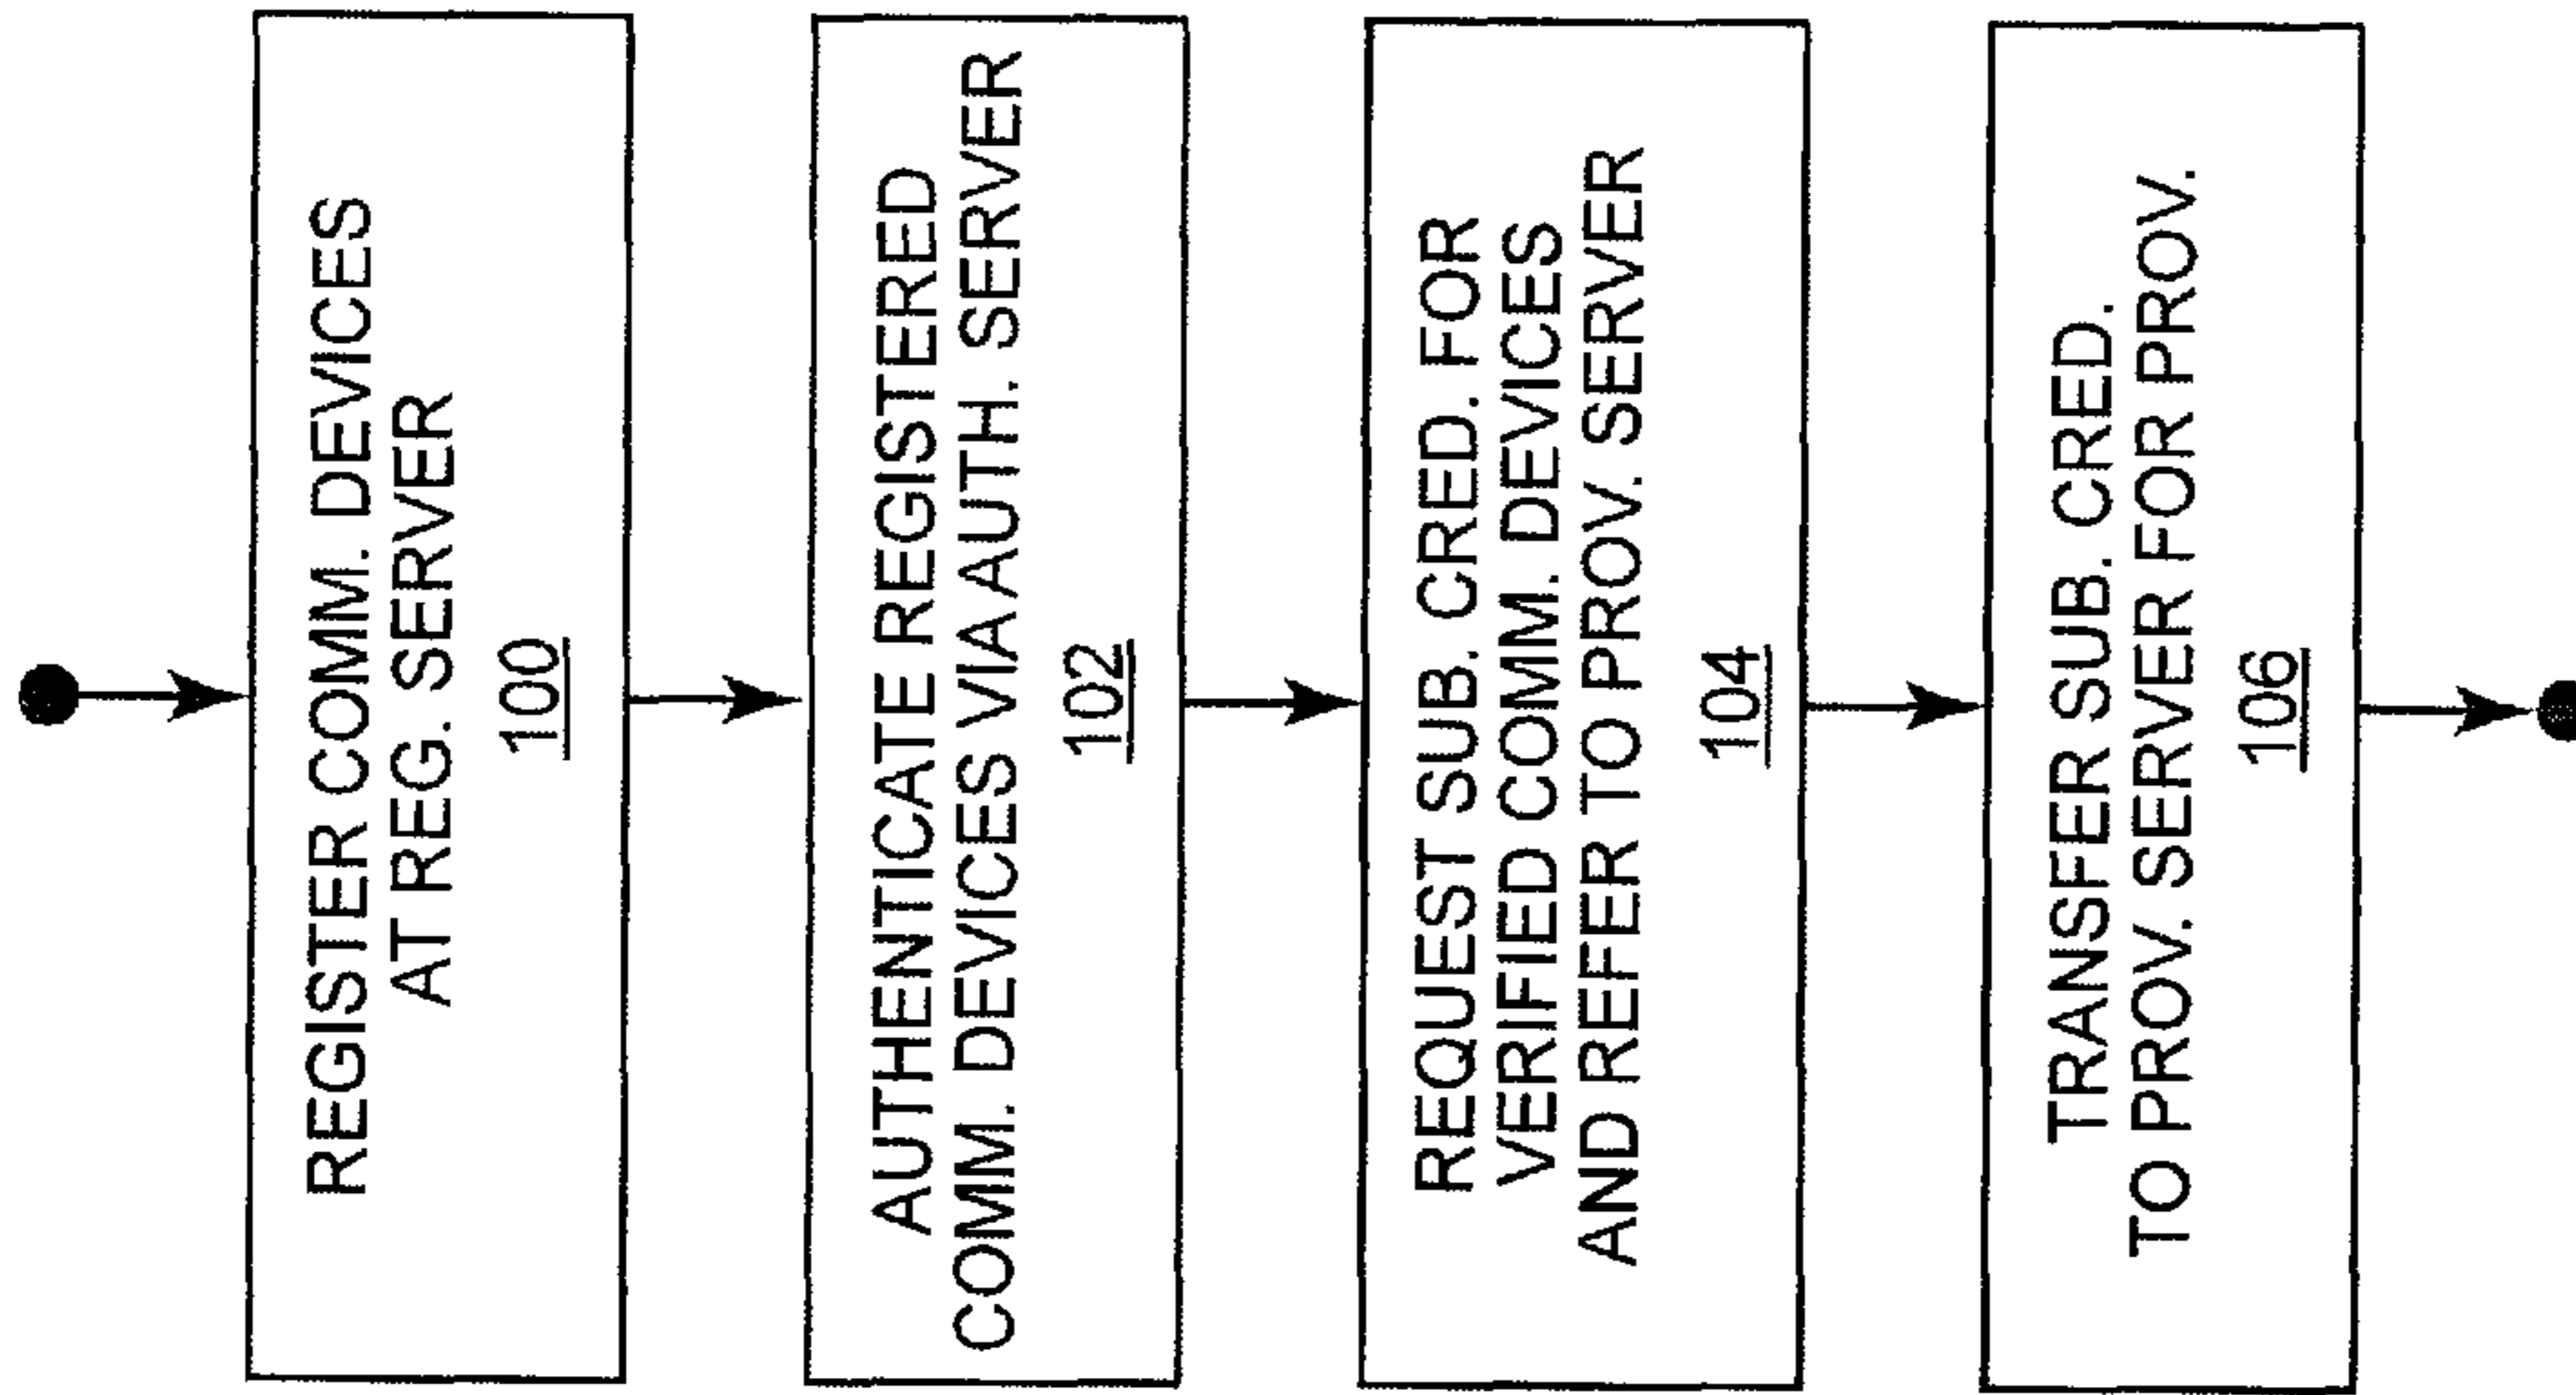 REGISTER COMM. DEVICES
AT REG. SERVER
100
AUTHENTICATE REGISTERED
COMM. DEVICES VIA AUTH. SERVER
102
REQUEST SUB. CRED. FOR
VERIFIED COMM. DEVICES
AND REFER TO PROV. SERVER
104
TRANSFER SUB. CRED.
TO PROV. SERVER FOR PROV.
106